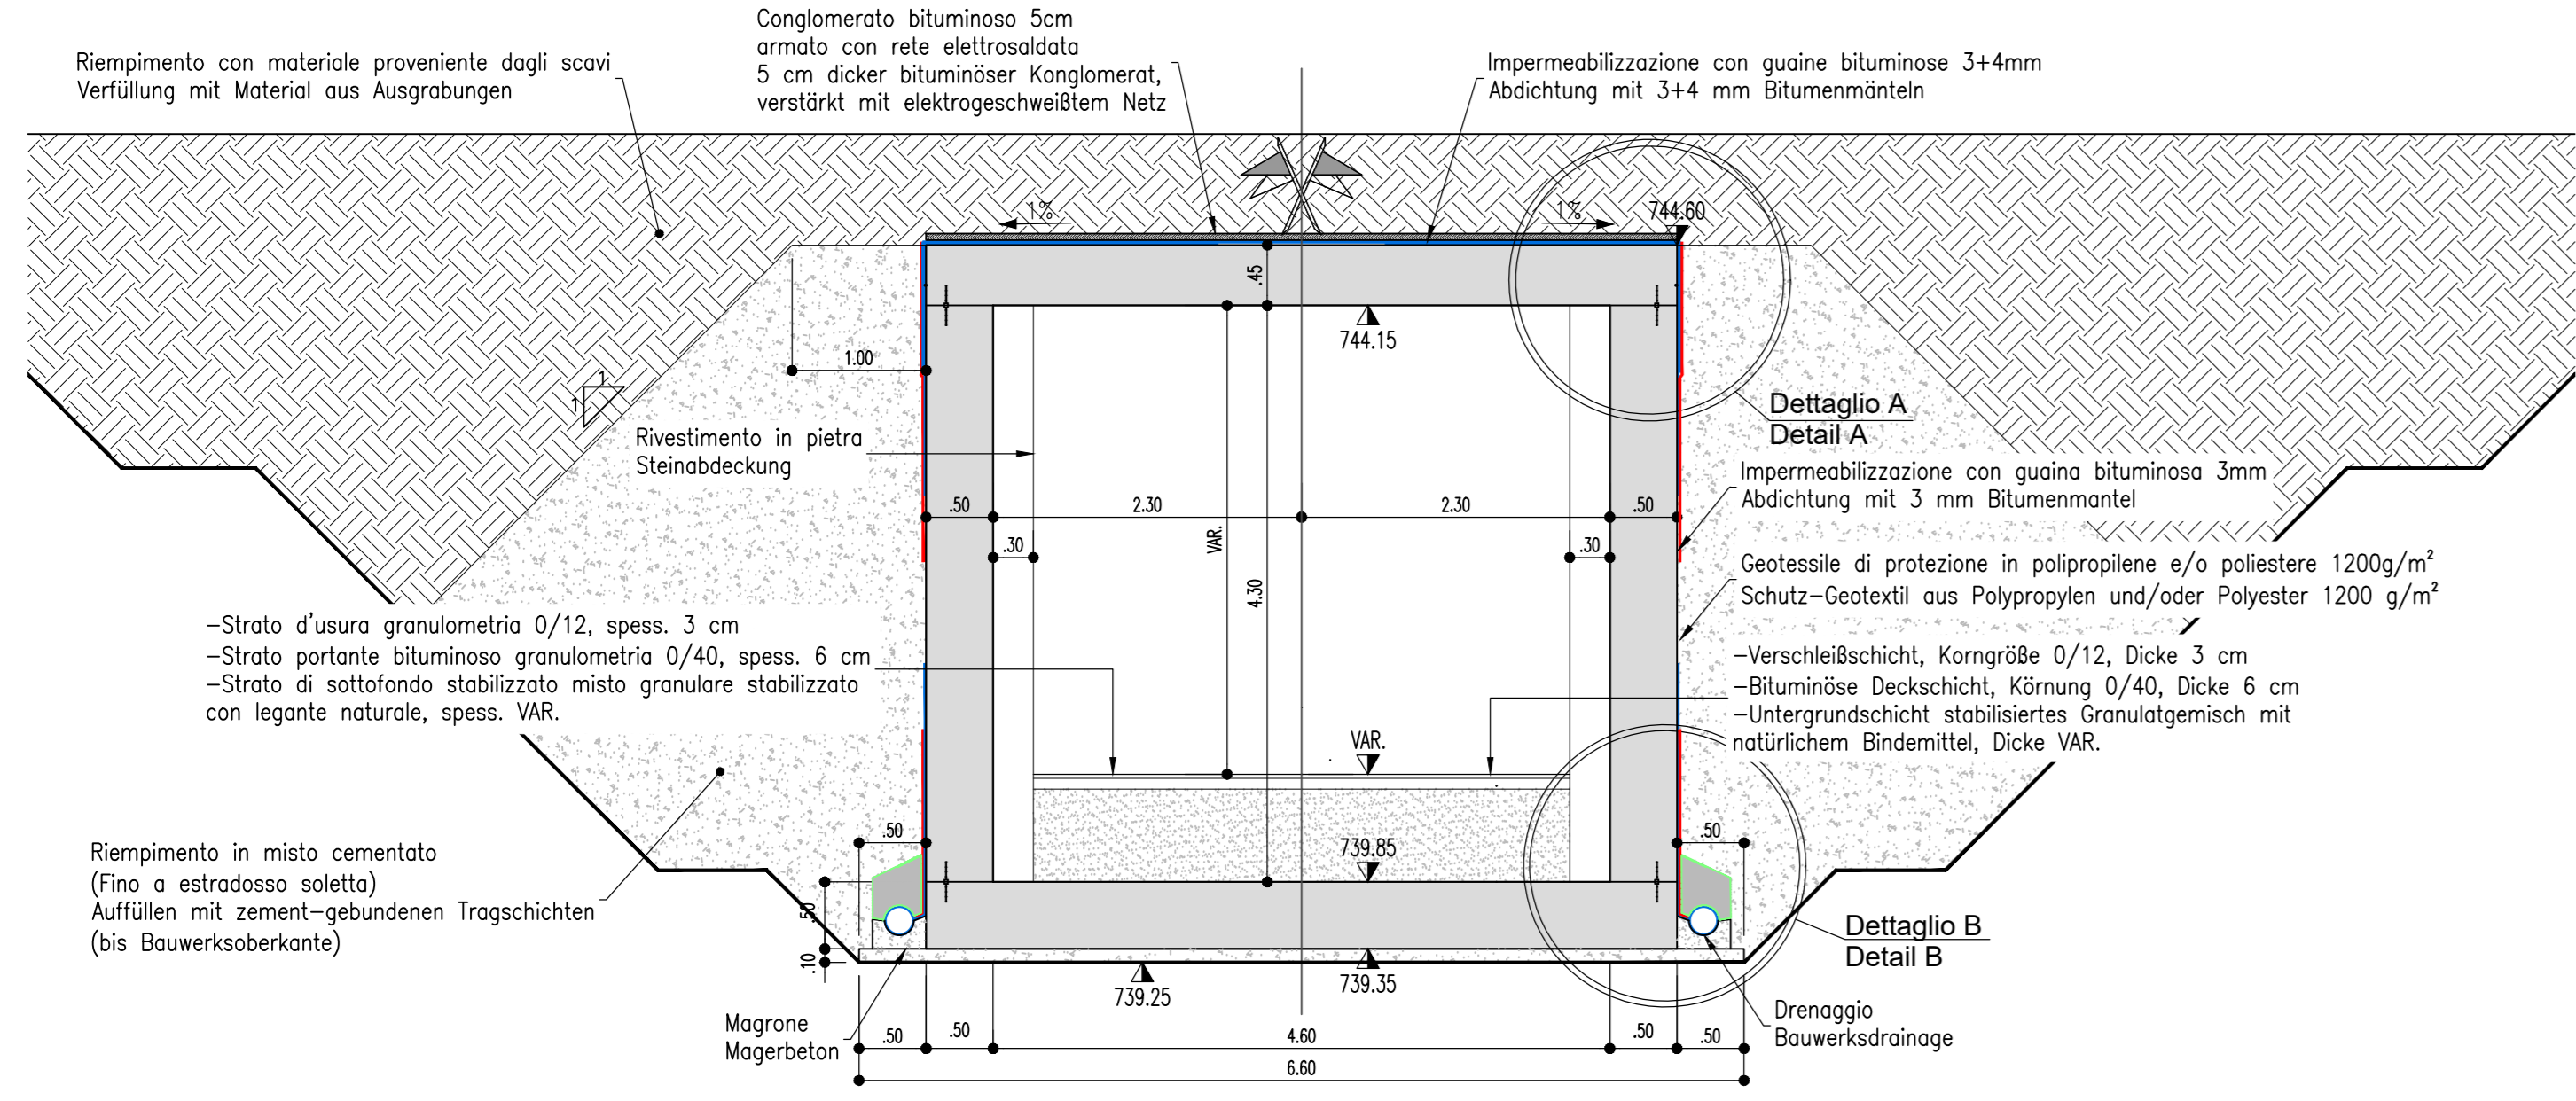 Conglomerato bituminoso 5cm
armato con rete elettrosaldata
5 cm dicker bituminöser Konglomerat,
verstärkt mit elektrogeschweißtem Netz
Riempimento con materiale proveniente dagli scavi
Verfüllung mit Material aus Ausgrabungen
Impermeabilizzazione con guaine bituminose 3+4mm
Abdichtung mit 3+4 mm Bitumenmänteln
1%
1%
744.60
.45
744.15
1.00
1
1
Dettaglio A
Detail A
Rivestimento in pietra
Steinabdeckung
Impermeabilizzazione con guaina bituminosa 3mm
Abdichtung mit 3 mm Bitumenmantel
.50
2.30
2.30
.50
.30
VAR.
4.30
.30
Geotessile di protezione in polipropilene e/o poliestere 1200g/m²
Schutz-Geotextil aus Polypropylen und/oder Polyester 1200 g/m²
-Strato d'usura granulometria 0/12, spess. 3 cm
-Strato portante bituminoso granulometria 0/40, spess. 6 cm
-Strato di sottofondo stabilizzato misto granulare stabilizzato
con legante naturale, spess. VAR.
-Verschleißschicht, Korngröße 0/12, Dicke 3 cm
-Bituminöse Deckschicht, Körnung 0/40, Dicke 6 cm
-Untergrundschicht stabilisiertes Granulatgemisch mit
natürlichem Bindemittel, Dicke VAR.
VAR.
.50
739.85
.50
Riempimento in misto cementato
(Fino a estradosso soletta)
Auffüllen mit zement-gebundenen Tragschichten
(bis Bauwerksoberkante)
.50
.10
Dettaglio B
Detail B
739.25
739.35
Magrone
Magerbeton
Drenaggio
Bauwerksdrainage
.50
.50
4.60
.50
.50
6.60